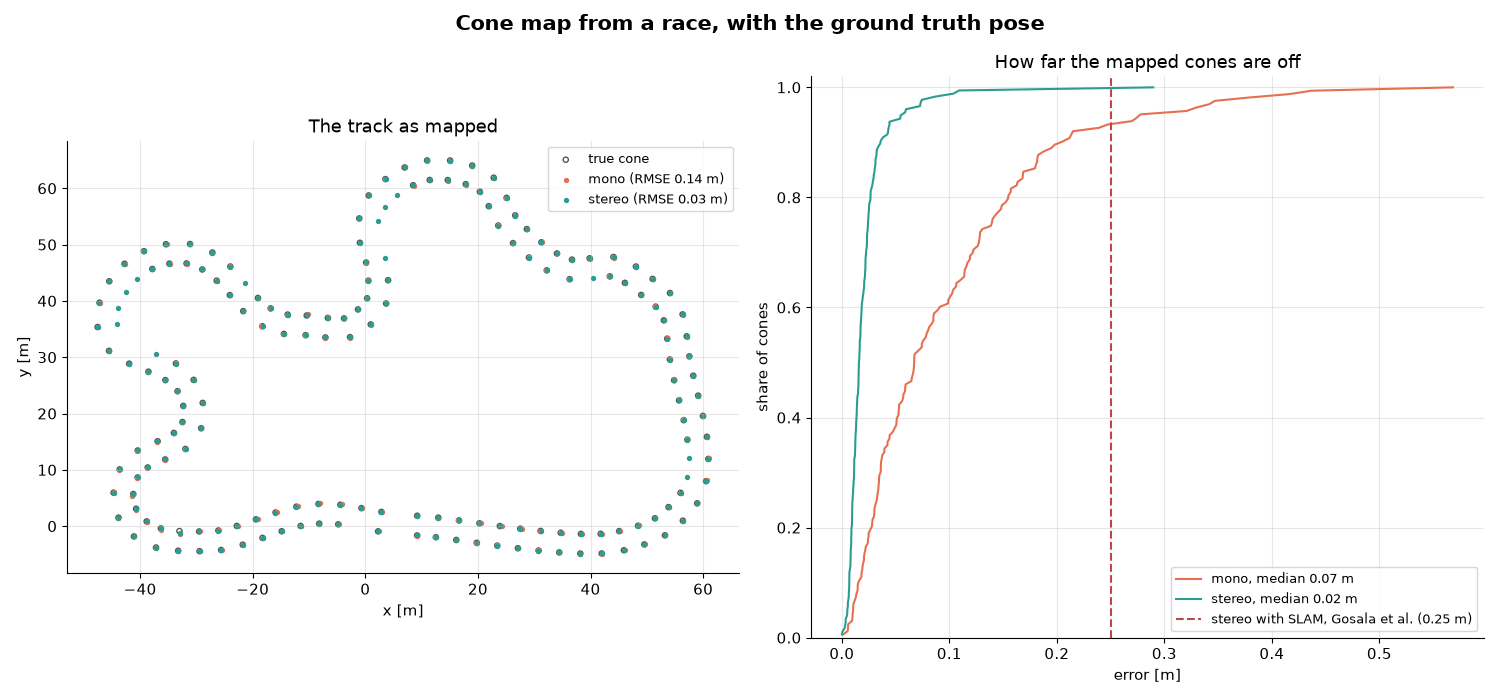 Cone map from a race, with the ground truth pose
The track as mapped
true cone
mono (RMSE 0.14 m)
stereo (RMSE 0.03 m)
y [m]
60
50
40
30
20
10
0
−40
−20
0
20
40
60
x [m]
How far the mapped cones are off
share of cones
1.0
0.8
0.6
0.4
0.2
0.0
mono, median 0.07 m
stereo, median 0.02 m
stereo with SLAM, Gosala et al. (0.25 m)
0.0
0.1
0.2
0.3
0.4
0.5
error [m]